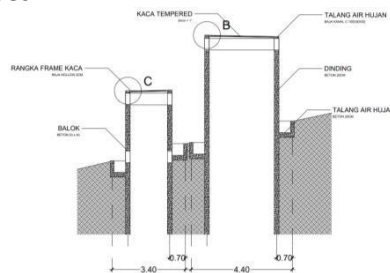 KACA TEMPERED
B
TALANG AIR HUJAN
RANGKA FRAME KACA
C
DINDING
BALOK
TALANG AIR HUJA
0.70
0.70
3.40
4.40